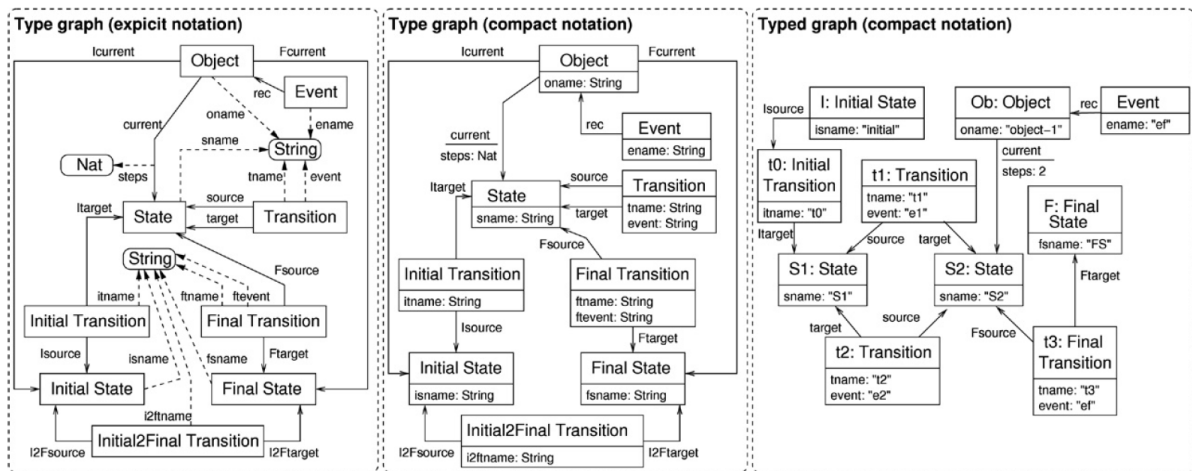 Type graph (expicit notation)
Icurrent
Fcurrent
Object
rec
Event
oname
ename
current
sname
String
Nat
steps
tname
event
source
Itarget
State
target
Transition
String
Fsource
itname
ftname
ftevent
Initial Transition
Final Transition
Isource
isname
fsname
Ftarget
Initial State
Final State
i2ftname
I2Fsource
Initial2Final Transition
I2Ftarget
Type graph (compact notation)
Icurrent
Fcurrent
Object
oname: String
rec
Event
ename: String
current
steps: Nat
Itarget
source
State
sname: String
target
Transition
tname: String
event: String
Fsource
Initial Transition
itname: String
Final Transition
ftname: String
ftevent: String
Isource
Ftarget
Initial State
isname: String
Final State
fsname: String
I2Fsource
Initial2Final Transition
i2ftname: String
I2Ftarget
Typed graph (compact notation)
Isource
I: Initial State
isname: "initial"
Ob: Object
oname: "object-1"
rec
Event
ename: "ef"
t0: Initial
Transition
itname: "t0"
t1: Transition
tname: "t1"
event: "e1"
current
steps: 2
F: Final
State
fsname: "FS"
Itarget
source
target
S1: State
sname: "S1"
S2: State
sname: "S2"
Ftarget
target
source
Fsource
t2: Transition
tname: "t2"
event: "e2"
t3: Final
Transition
tname: "t3"
event: "ef"